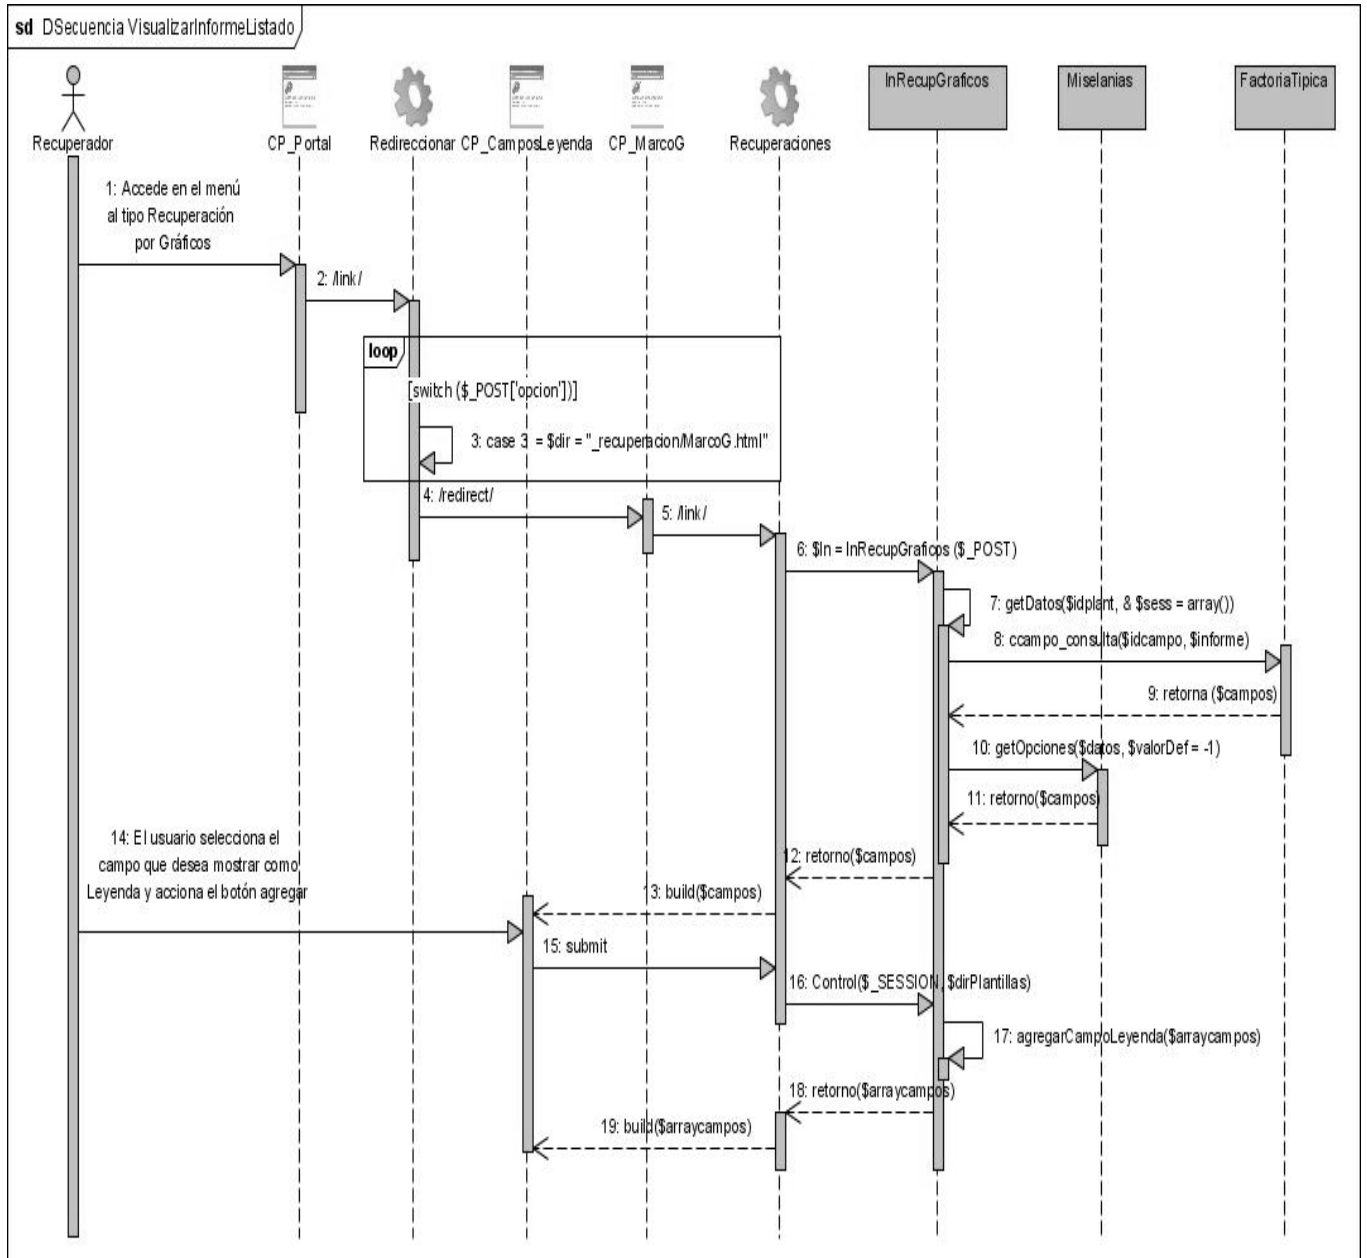 sd DSecuencia VisualizarInformeListado
Recuperador
CP_Portal
Redireccionar
CP_CamposLeyenda
CP_MarcoG
Recuperaciones
InRecupGraficos
Miselanias
FactoriaTipica
1: Accede en el menú
al tipo Recuperación
por Gráficos
2: /link/
loop
[switch ($_POST['opcion'])]
3: case 3 = $dir = "_recuperacion/MarcoG.html"
4: /redirect/
5: /link/
6: $In = InRecupGraficos ($_POST)
7: getDatos($idplant, & $sess = array())
8: ccampo_consulta($idcampo, $informe)
9: retorna ($campos)
10: getOpciones($datos, $valorDef = -1)
11: retorno($campos)
12: retorno($campos)
13: build($campos)
14: El usuario selecciona el
campo que desea mostrar como
Leyenda y acciona el botón agregar
15: submit
16: Control($_SESSION, $dirPlantillas)
17: agregarCampoLeyenda($arraycampos)
18: retorno($arraycampos)
19: build($arraycampos)